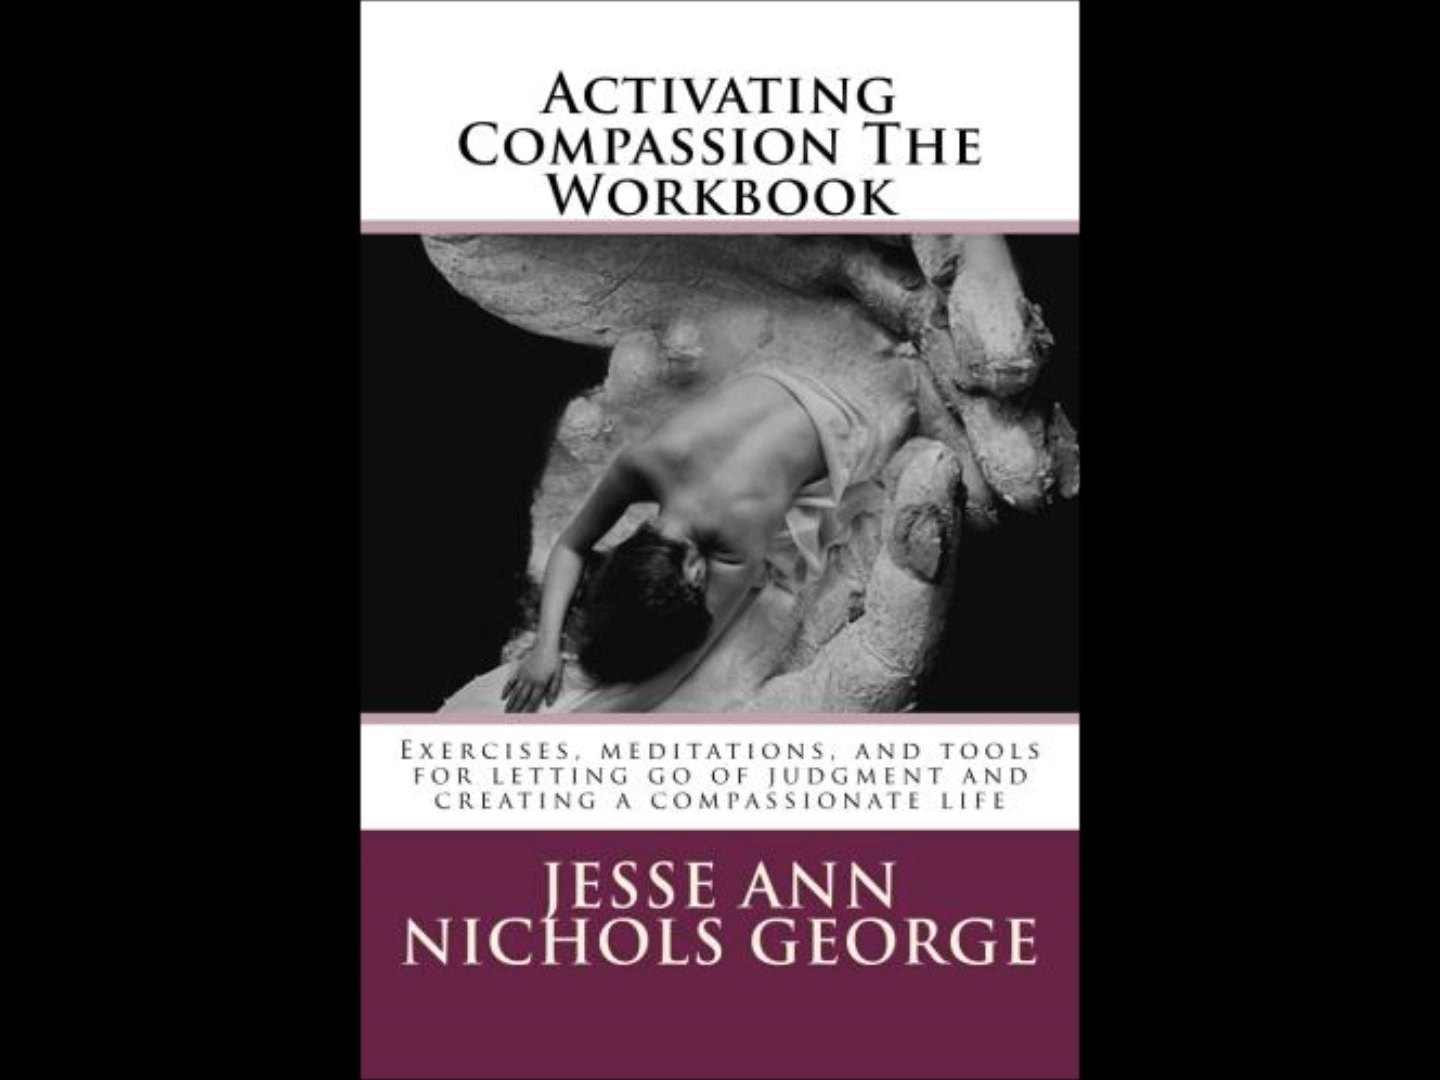 Activating
Compassion The
Workbook
Exercises, meditations, and tools
for letting go of judgment and
creating a compassionate life
JESSE ANN
NICHOLS GEORGE